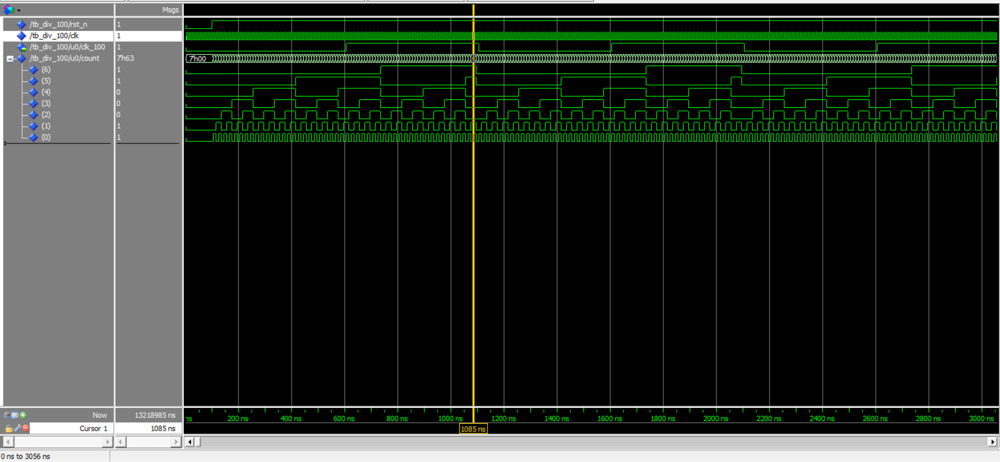 Msgs
/tb_div_100/rst_n 1
/tb_div_100/clk 1
/tb_div_100/u0/clk_100 1
/tb_div_100/u0/count 7'h63 7'h00
(6) 1
(5) 1
(4) 0
(3) 0
(2) 0
(1) 1
(0) 1
Now 13218985 ns ns 200 ns 400 ns 600 ns 800 ns 1000 ns 1200 ns 1400 ns 1600 ns 1800 ns 2000 ns 2200 ns 2400 ns 2600 ns 2800 ns 3000 ns
Cursor 1 1085 ns 1085 ns
0 ns to 3056 ns